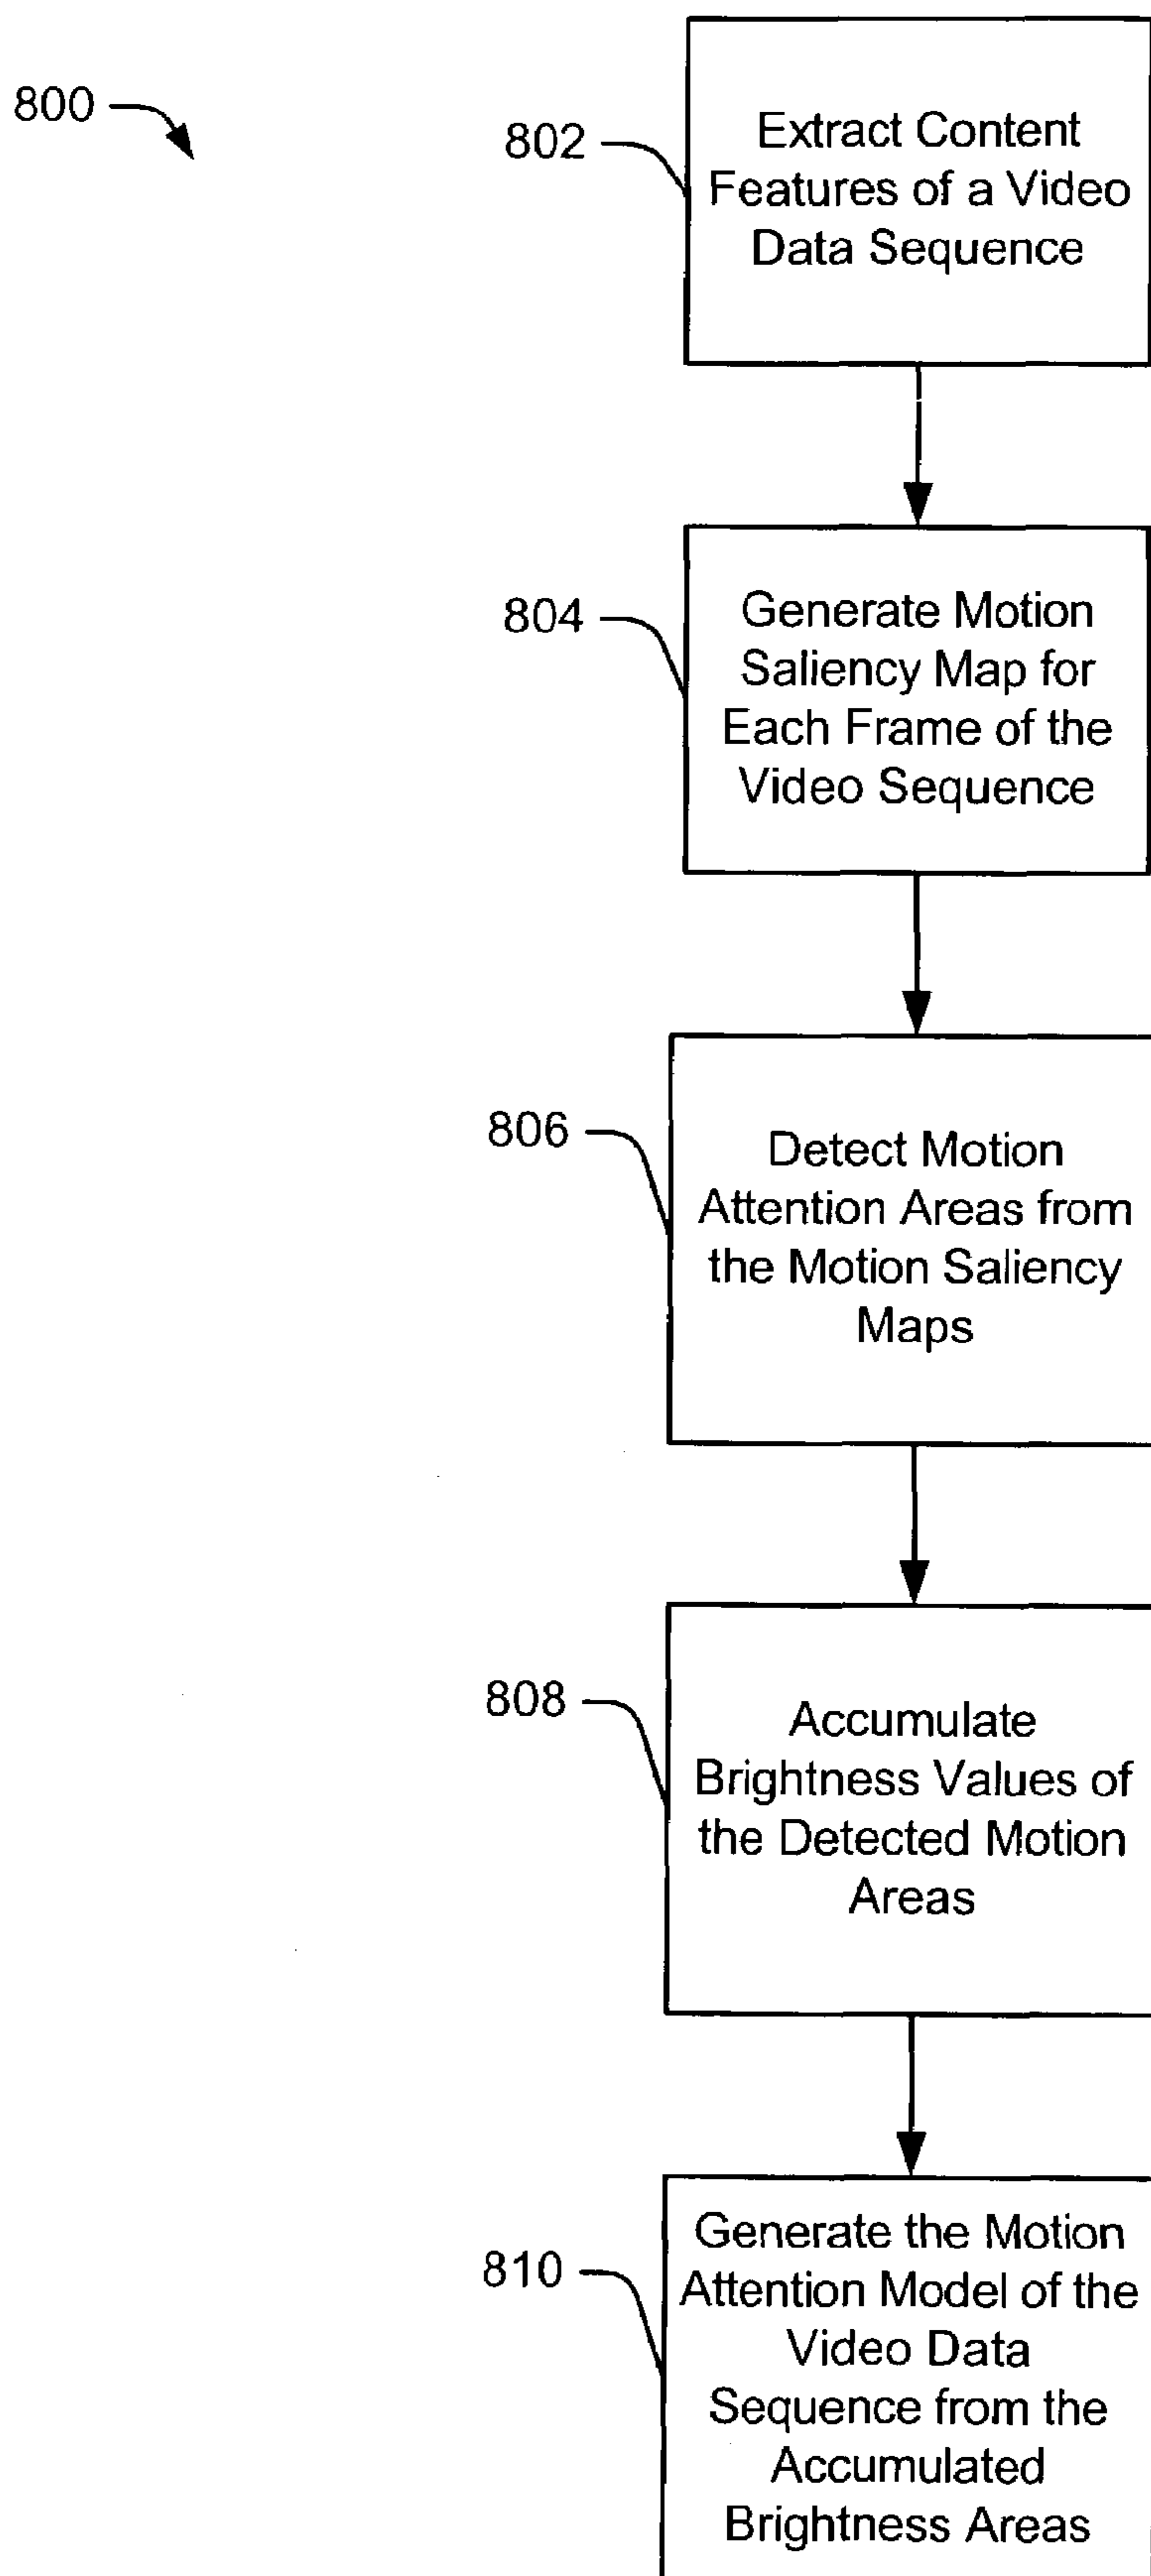 800
802
Extract Content
Features of a Video
Data Sequence
804
Generate Motion
Saliency Map for
Each Frame of the
Video Sequence
806
Detect Motion
Attention Areas from
the Motion Saliency
Maps
808
Accumulate
Brightness Values of
the Detected Motion
Areas
810
Generate the Motion
Attention Model of the
Video Data
Sequence from the
Accumulated
Brightness Areas